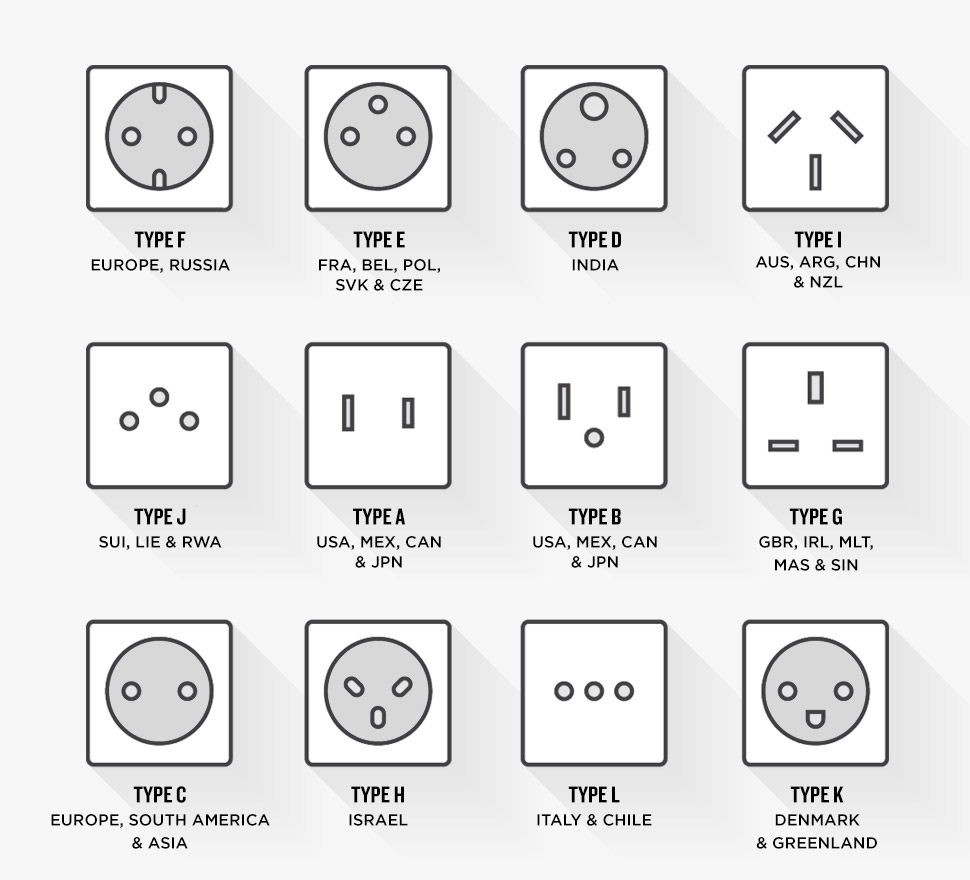 TYPE F
EUROPE, RUSSIA
TYPE E
FRA, BEL, POL,
SVK & CZE
TYPE D
INDIA
TYPE I
AUS, ARG, CHN
& NZL
TYPE J
SUI, LIE & RWA
TYPE A
USA, MEX, CAN
& JPN
TYPE B
USA, MEX, CAN
& JPN
TYPE G
GBR, IRL, MLT,
MAS & SIN
TYPE C
EUROPE, SOUTH AMERICA
& ASIA
TYPE H
ISRAEL
TYPE L
ITALY & CHILE
TYPE K
DENMARK
& GREENLAND